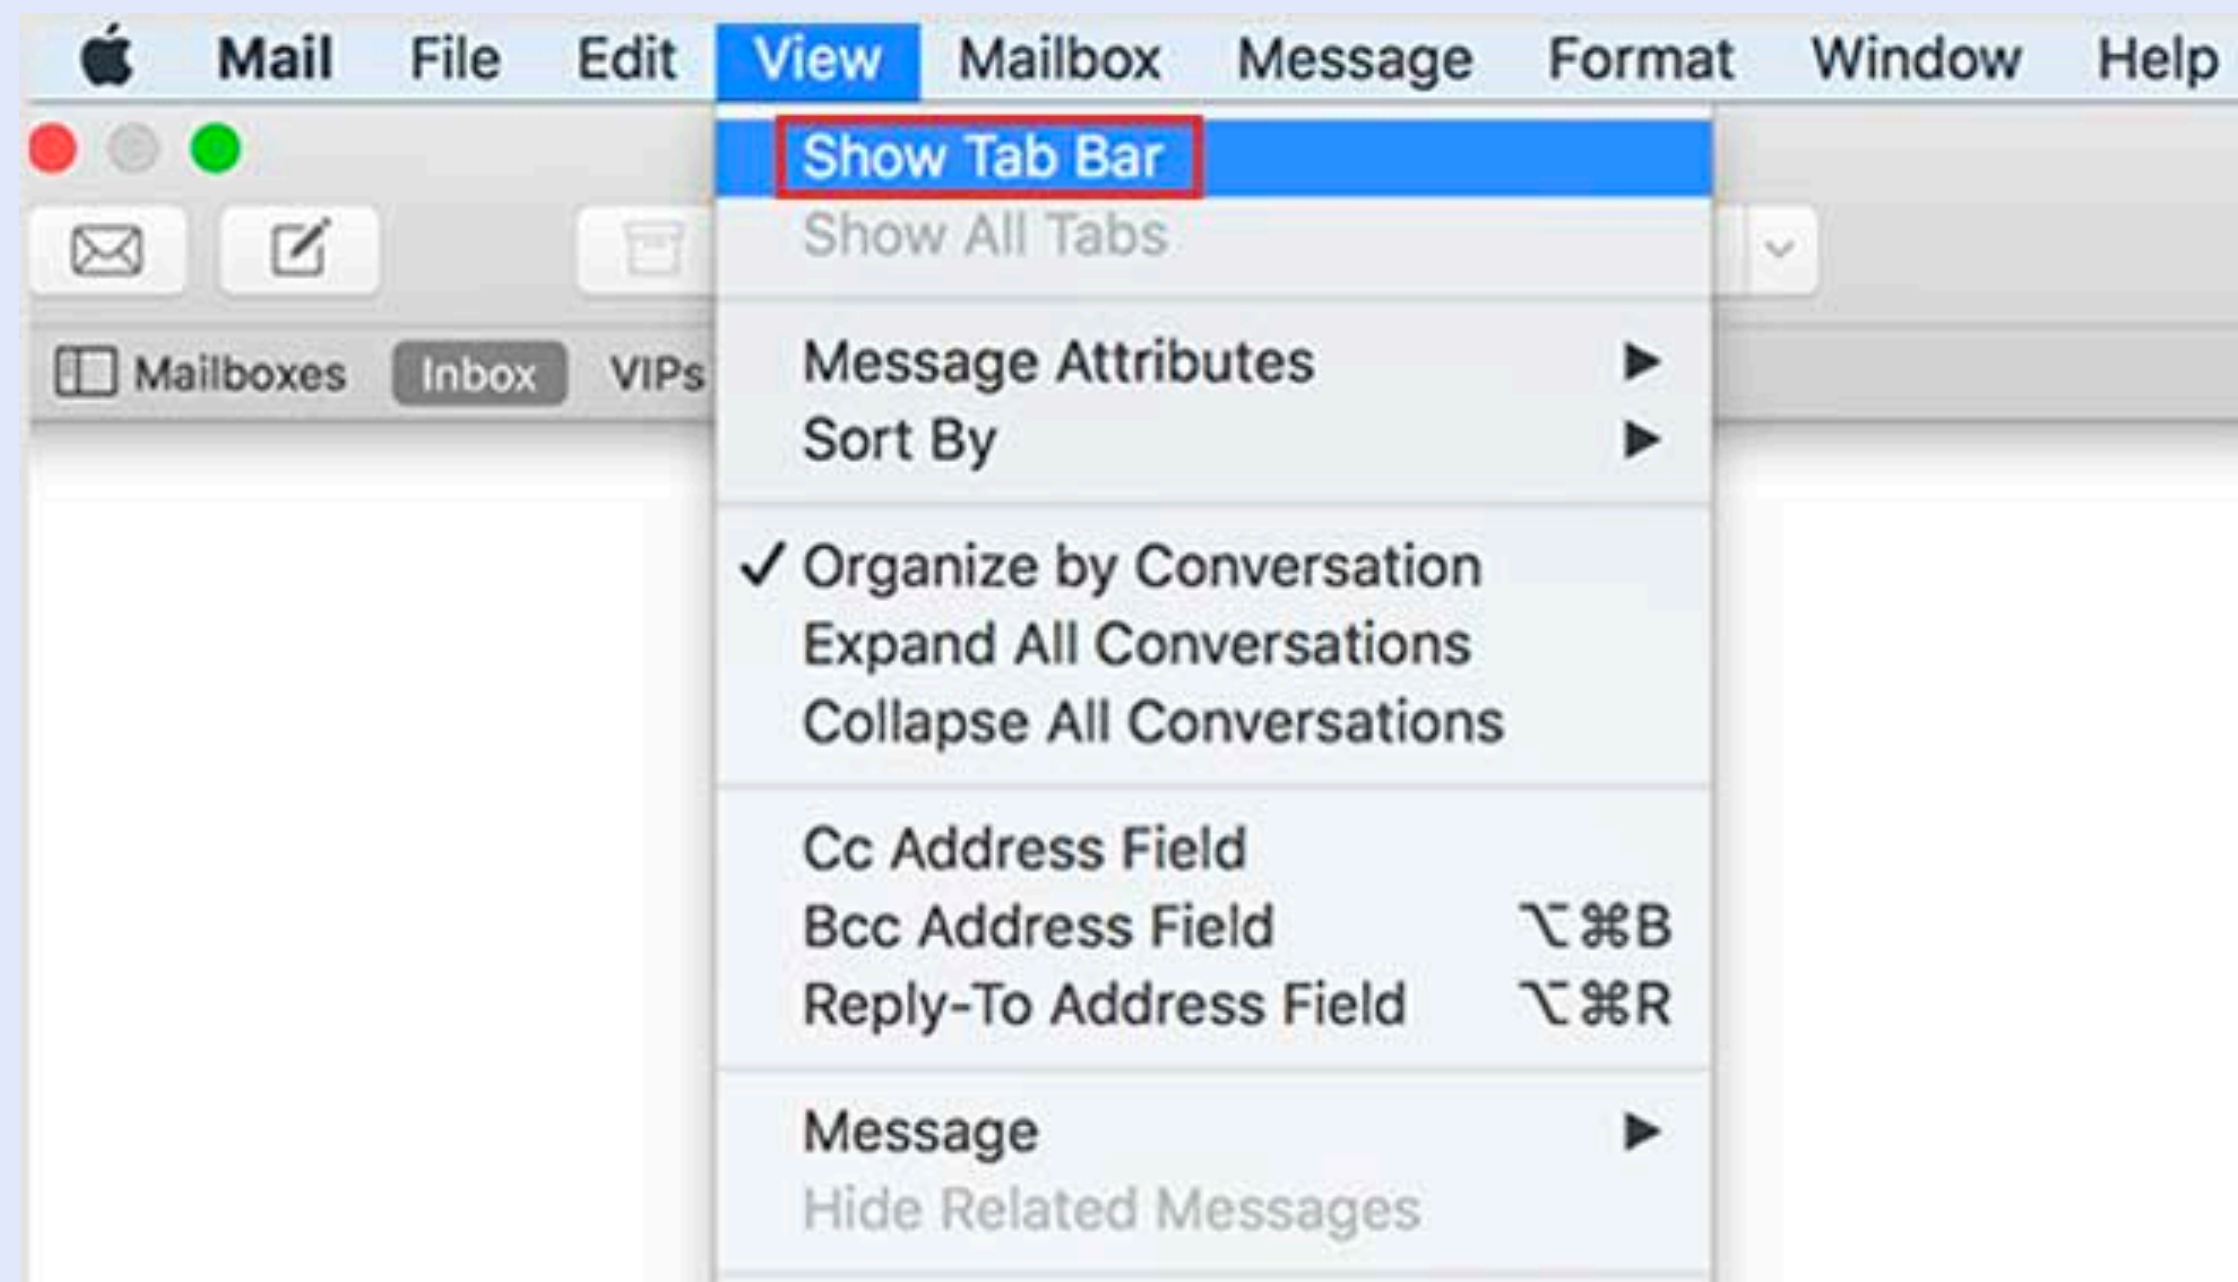 Mail File Edit View Mailbox Message Format Window Help
Show Tab Bar
Show All Tabs
Mailboxes Inbox VIPs
Message Attributes ▶
Sort By ▶
✓ Organize by Conversation
Expand All Conversations
Collapse All Conversations
Cc Address Field
Bcc Address Field ⌥⌘B
Reply-To Address Field ⌥⌘R
Message ▶
Hide Related Messages